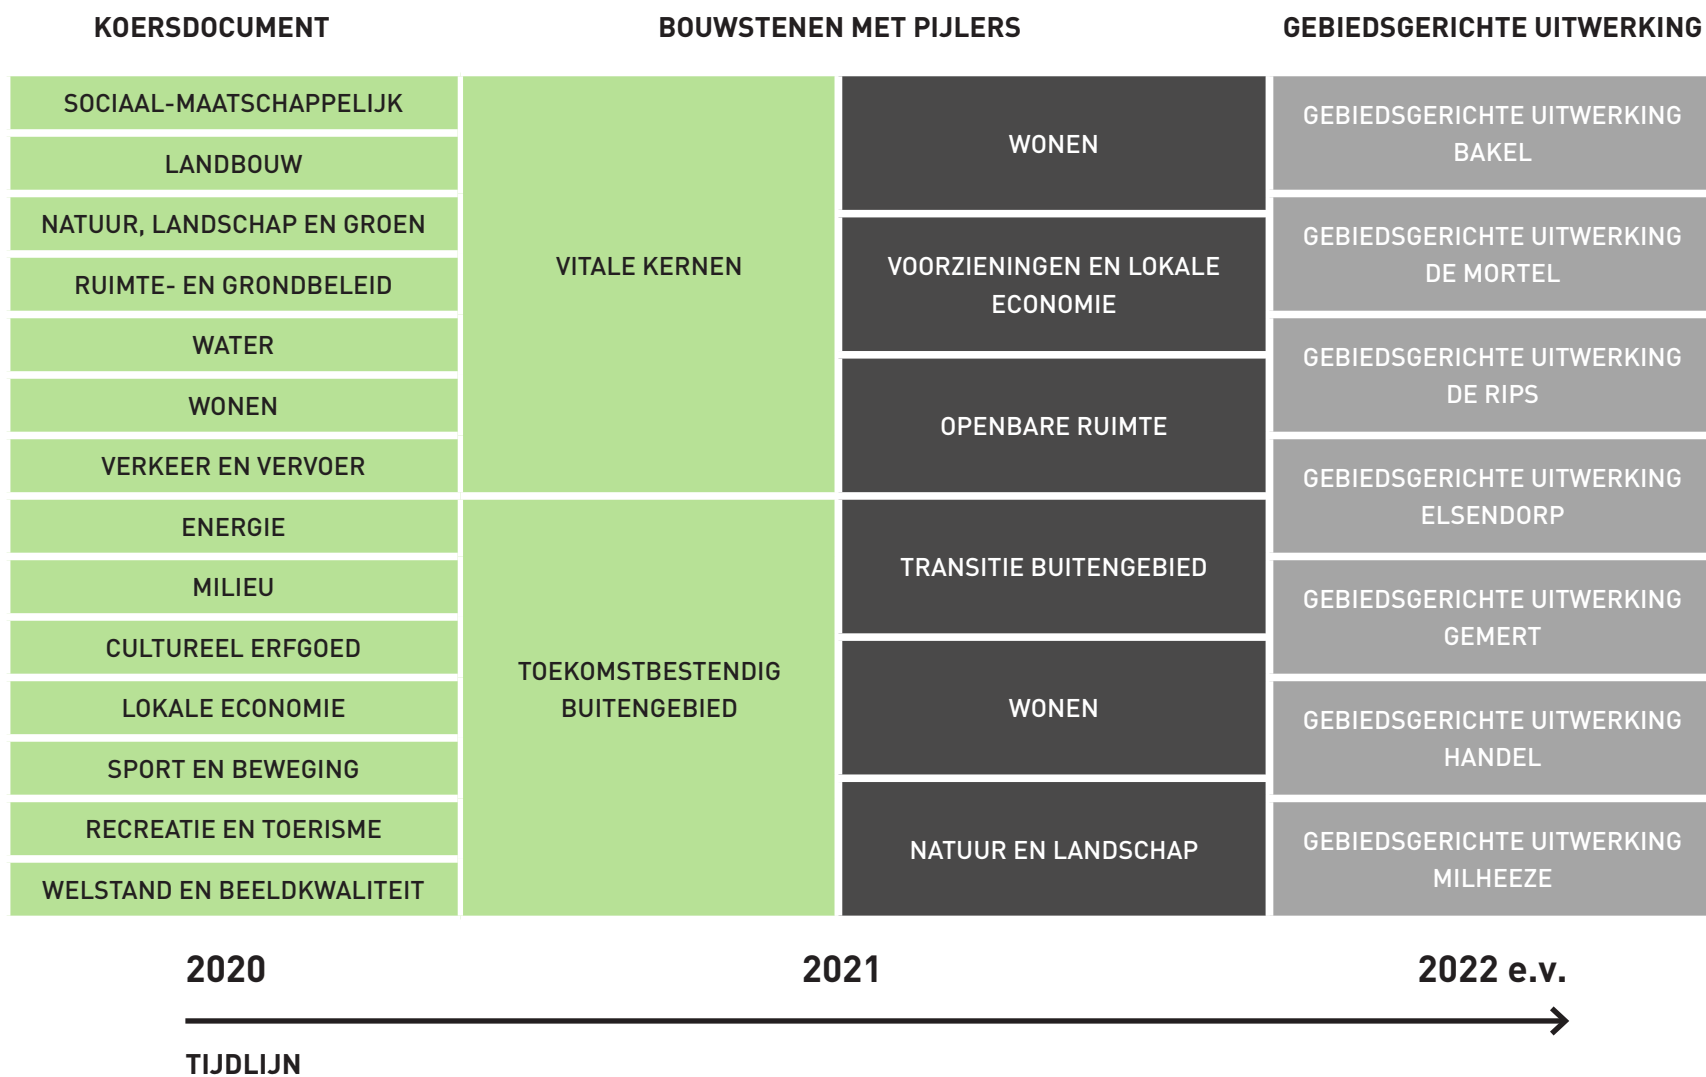 KOERSDOCUMENT
SOCIAAL-MAATSCHAPPELIJK
LANDBOUW
NATUUR, LANDSCHAP EN GROEN
RUIMTE- EN GRONDBELEID
WATER
WONEN
VERKEER EN VERVOER
ENERGIE
MILIEU
CULTUREEL ERFGOED
LOKALE ECONOMIE
SPORT EN BEWEGING
RECREATIE EN TOERISME
WELSTAND EN BEELDKWALITEIT
BOUWSTENEN MET PIJLERS
VITALE KERNEN
TOEKOMSTBESTENDIG
BUITENGEBIED
WONEN
VOORZIENINGEN EN LOKALE
ECONOMIE
OPENBARE RUIMTE
TRANSITIE BUITENGEBIED
WONEN
NATUUR EN LANDSCHAP
GEBIEDSGERICHTE UITWERKING
GEBIEDSGERICHTE UITWERKING
BAKEL
GEBIEDSGERICHTE UITWERKING
DE MORTEL
GEBIEDSGERICHTE UITWERKING
DE RIPS
GEBIEDSGERICHTE UITWERKING
ELSENDORP
GEBIEDSGERICHTE UITWERKING
GEMERT
GEBIEDSGERICHTE UITWERKING
HANDEL
GEBIEDSGERICHTE UITWERKING
MILHEEZE
2020
2021
2022 e.v.
TIJDLIJN